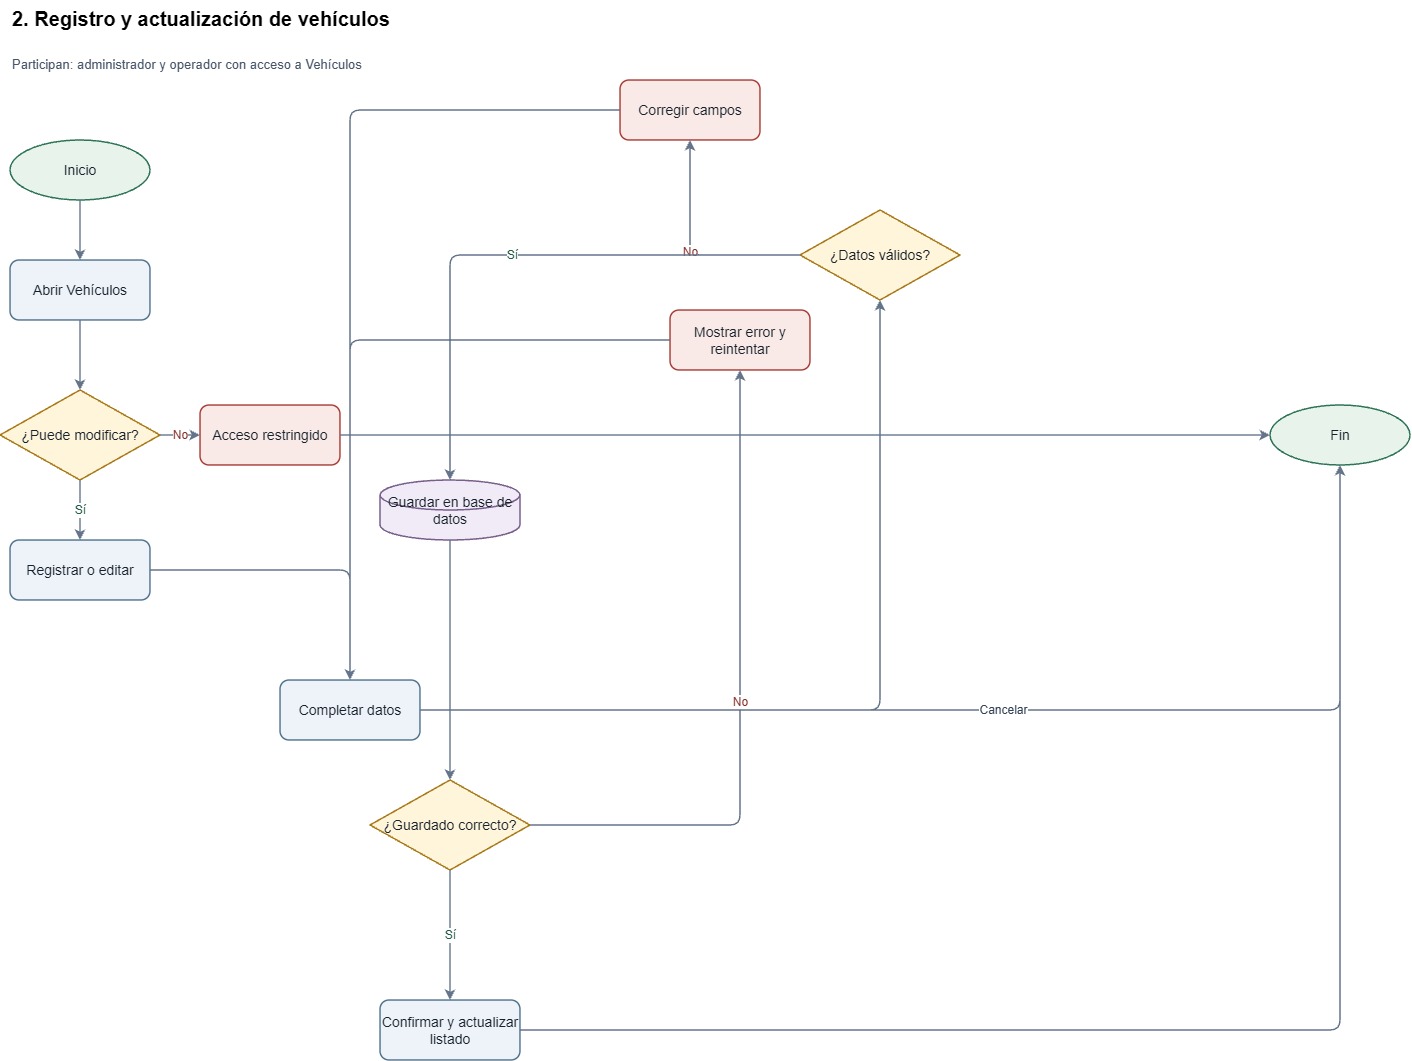 2. Registro y actualización de vehículos
Participan: administrador y operador con acceso a Vehículos
Corregir campos
Inicio
Sí
No
¿Datos válidos?
Abrir Vehículos
Mostrar error y
reintentar
¿Puede modificar?
No
Acceso restringido
Fin
Sí
Guardar en base de
datos
Registrar o editar
Completar datos
No
Cancelar
¿Guardado correcto?
Sí
Confirmar y actualizar
listado